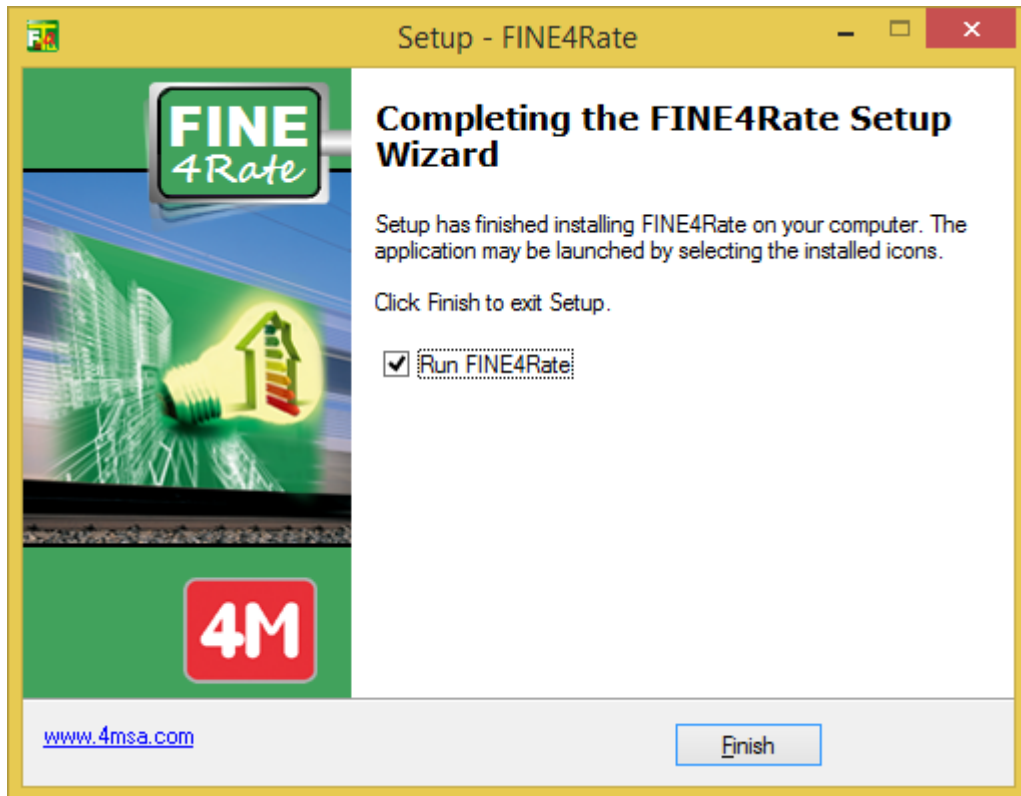 Setup - FINE4Rate
FINE
4Rate
Completing the FINE4Rate Setup
Wizard
Setup has finished installing FINE4Rate on your computer. The
application may be launched by selecting the installed icons.
Click Finish to exit Setup.
Run FINE4Rate
4M
www.4msa.com
Finish